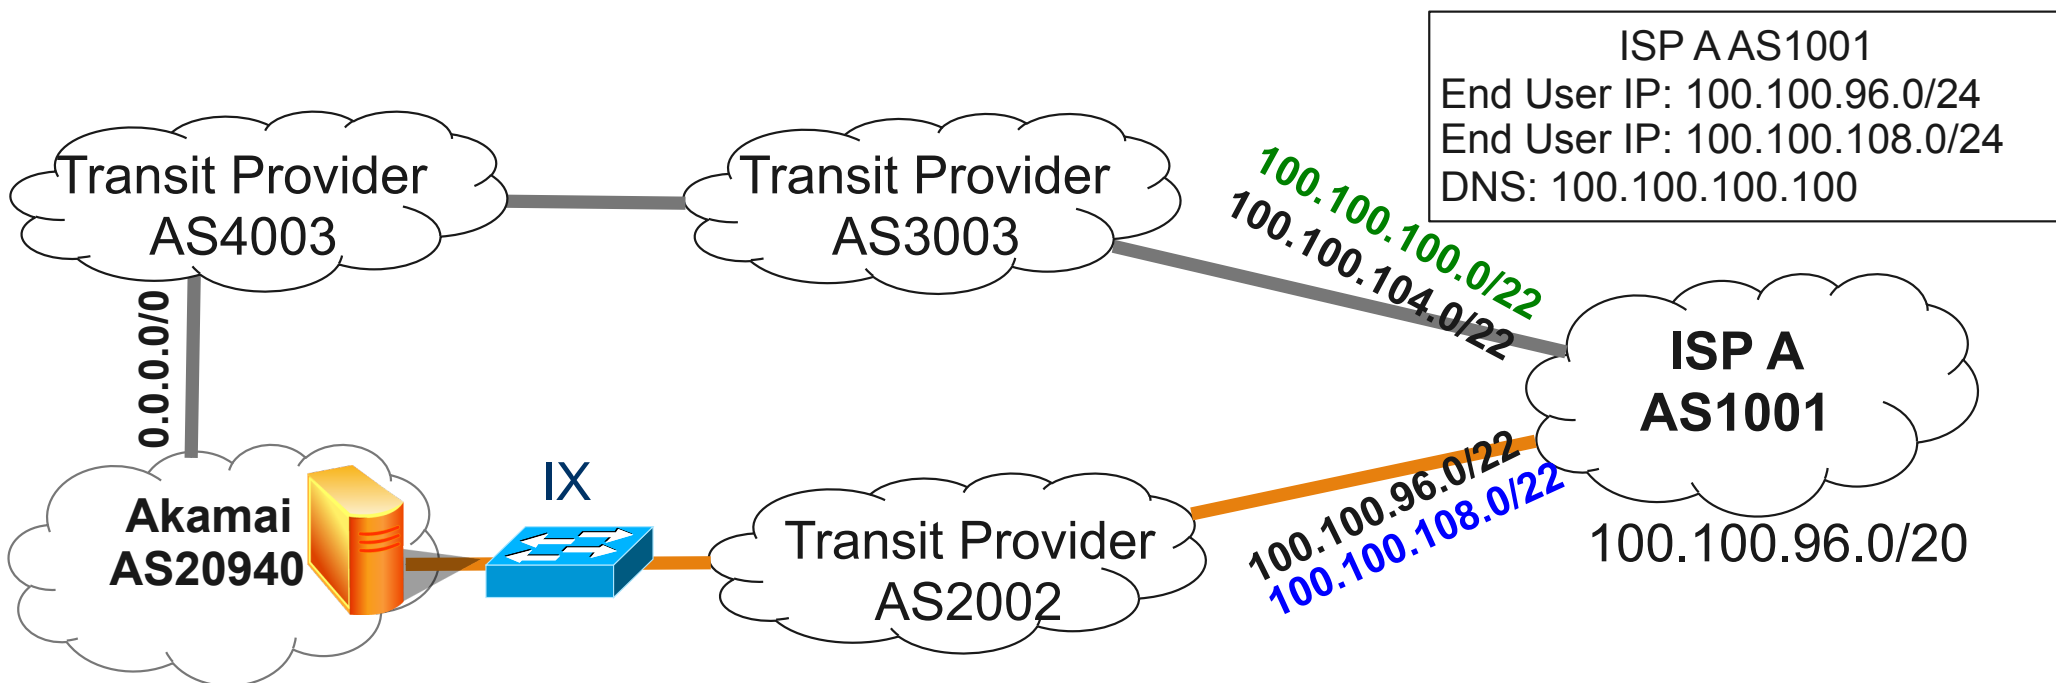 ISP A AS1001
End User IP: 100.100.96.0/24
End User IP: 100.100.108.0/24
DNS: 100.100.100.100
Transit Provider
AS4003
Transit Provider
AS3003
100.100.100.0/22
100.100.104.0/22
0.0.0.0/0
ISP A
AS1001
100.100.96.0/20
Akamai
AS20940
IX
Transit Provider
AS2002
100.100.96.0/22
100.100.108.0/22